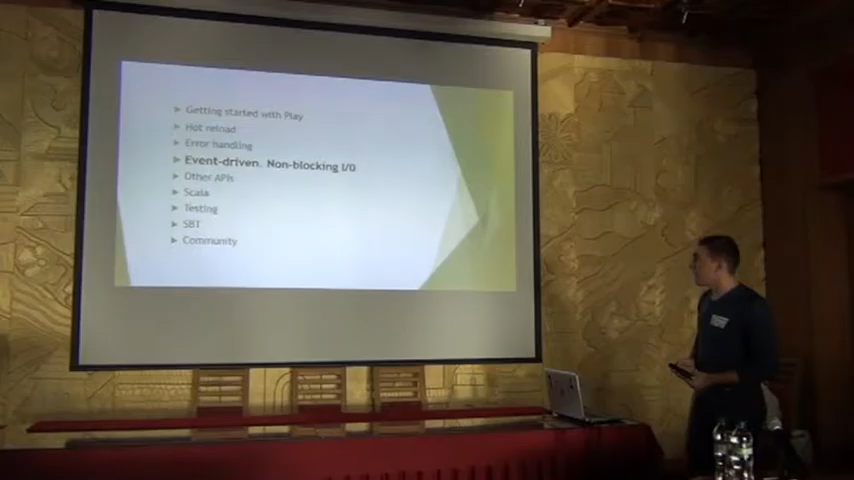 Getting started with Play
Hot reload
Error handling
Event-driven. Non-blocking I/O
Other APIs
Scala
Testing
SBT
Community